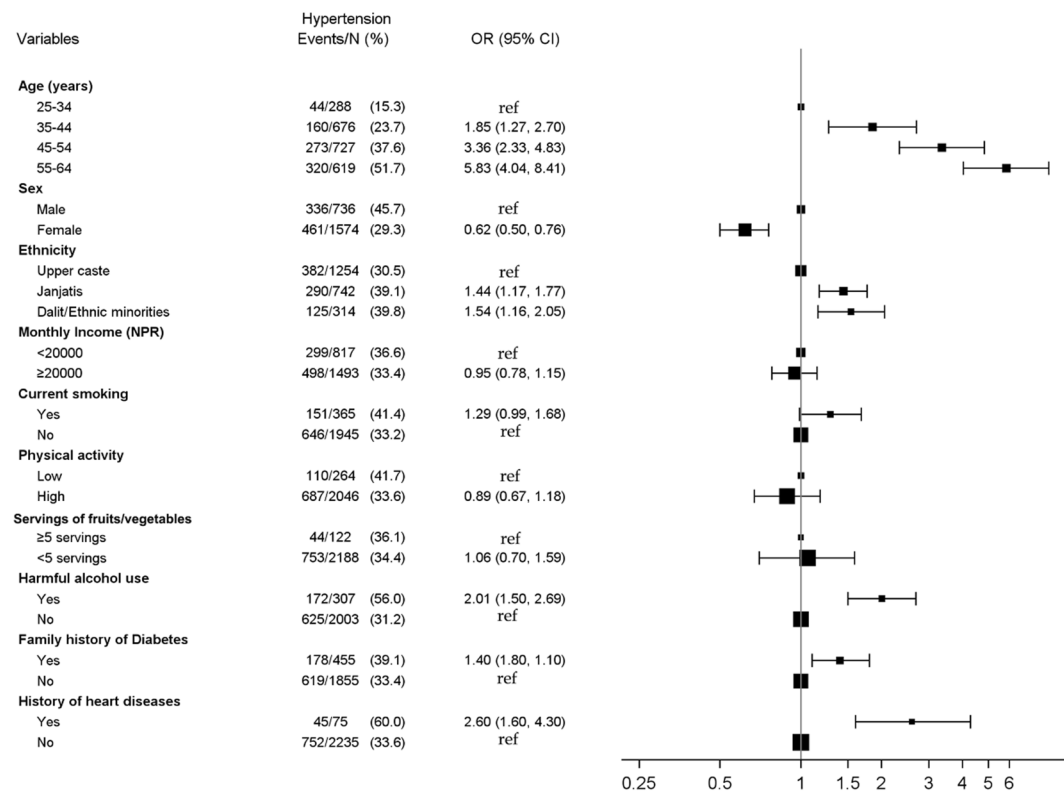 Hypertension
Variables Events/N (%) OR (95% CI)
Age (years)
25-34 44/288 (15.3) ref
35-44 160/676 (23.7) 1.85 (1.27, 2.70)
45-54 273/727 (37.6) 3.36 (2.33, 4.83)
55-64 320/619 (51.7) 5.83 (4.04, 8.41)
Sex
Male 336/736 (45.7) ref
Female 461/1574 (29.3) 0.62 (0.50, 0.76)
Ethnicity
Upper caste 382/1254 (30.5) ref
Janjatis 290/742 (39.1) 1.44 (1.17, 1.77)
Dalit/Ethnic minorities 125/314 (39.8) 1.54 (1.16, 2.05)
Monthly Income (NPR)
<20000 299/817 (36.6) ref
≥20000 498/1493 (33.4) 0.95 (0.78, 1.15)
Current smoking
Yes 151/365 (41.4) 1.29 (0.99, 1.68)
No 646/1945 (33.2) ref
Physical activity
Low 110/264 (41.7) ref
High 687/2046 (33.6) 0.89 (0.67, 1.18)
Servings of fruits/vegetables
≥5 servings 44/122 (36.1) ref
<5 servings 753/2188 (34.4) 1.06 (0.70, 1.59)
Harmful alcohol use
Yes 172/307 (56.0) 2.01 (1.50, 2.69)
No 625/2003 (31.2) ref
Family history of Diabetes
Yes 178/455 (39.1) 1.40 (1.80, 1.10)
No 619/1855 (33.4) ref
History of heart diseases
Yes 45/75 (60.0) 2.60 (1.60, 4.30)
No 752/2235 (33.6) ref
0.25 0.5 1 1.5 2 3 4 5 6